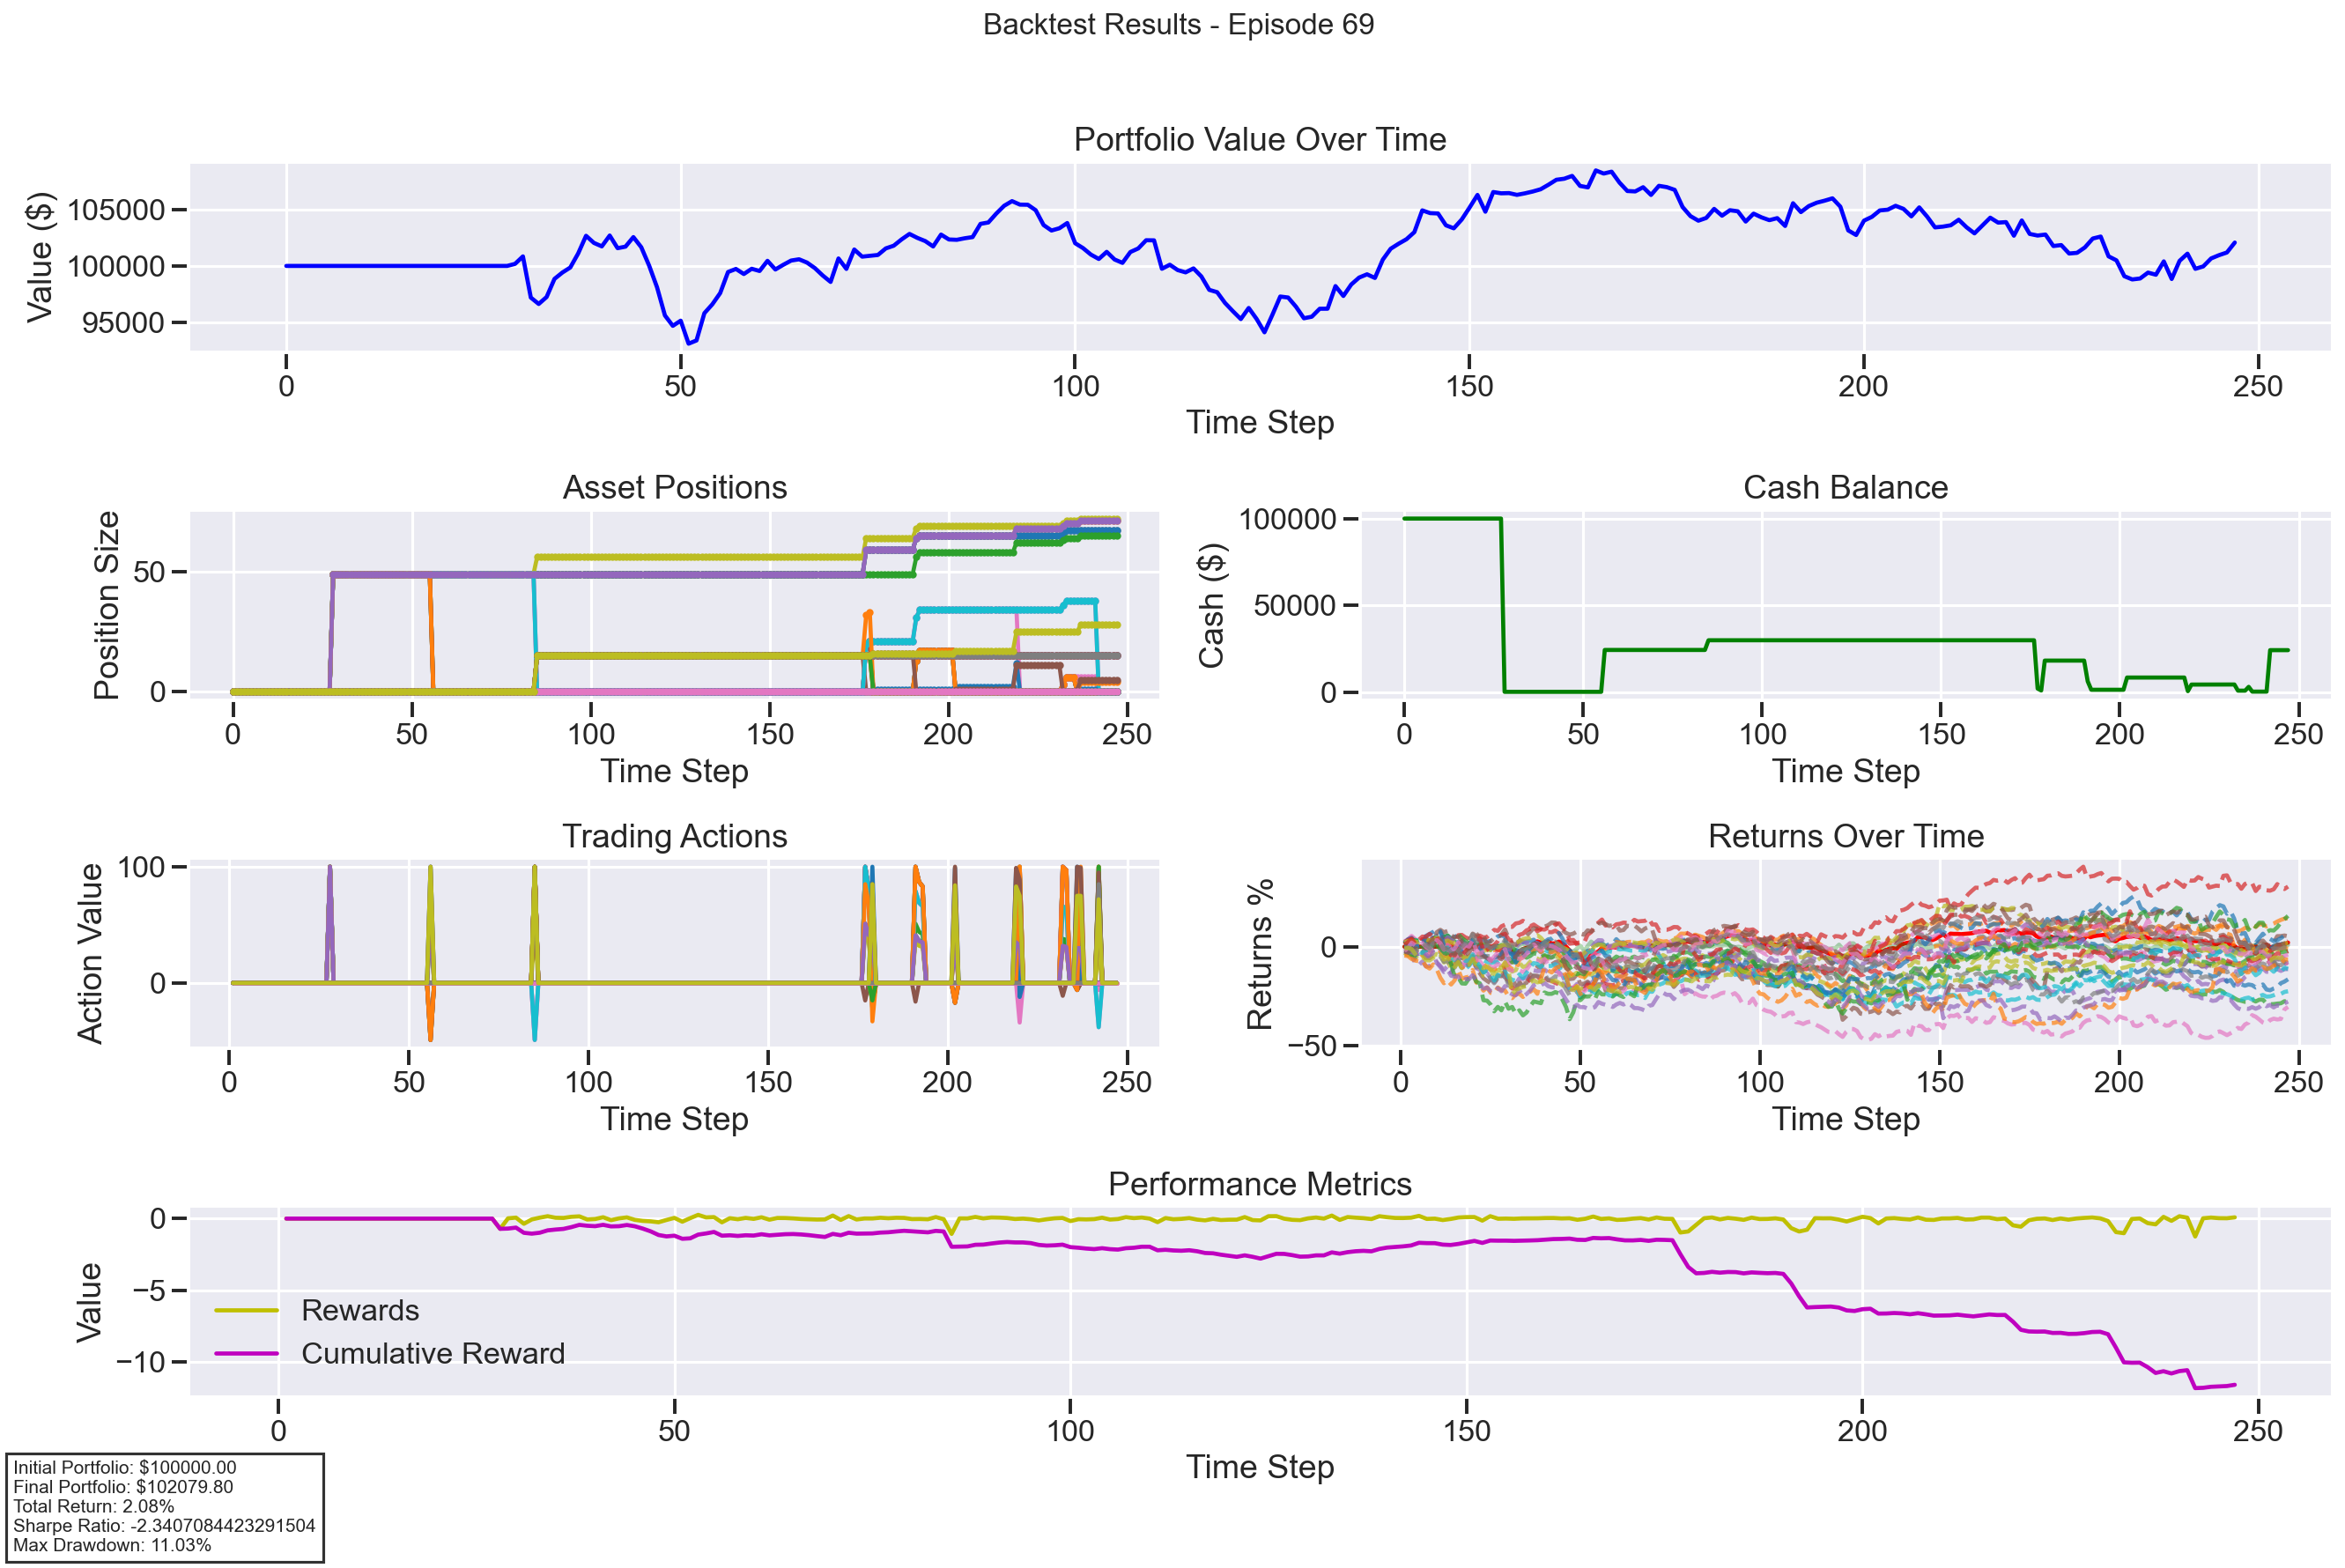 Backtest Results - Episode 69
Portfolio Value Over Time
Value ($)
105000
100000
95000
0 50 100 150 200 250
Time Step
Asset Positions
Position Size
50
0
0 50 100 150 200 250
Time Step
Cash Balance
Cash ($)
100000
50000
0
0 50 100 150 200 250
Time Step
Trading Actions
Action Value
100
0
0 50 100 150 200 250
Time Step
Returns Over Time
Returns %
0
−50
0 50 100 150 200 250
Time Step
Performance Metrics
Value
0
−5
−10
Rewards
Cumulative Reward
0 50 100 150 200 250
Time Step
Initial Portfolio: $100000.00
Final Portfolio: $102079.80
Total Return: 2.08%
Sharpe Ratio: -2.3407084423291504
Max Drawdown: 11.03%